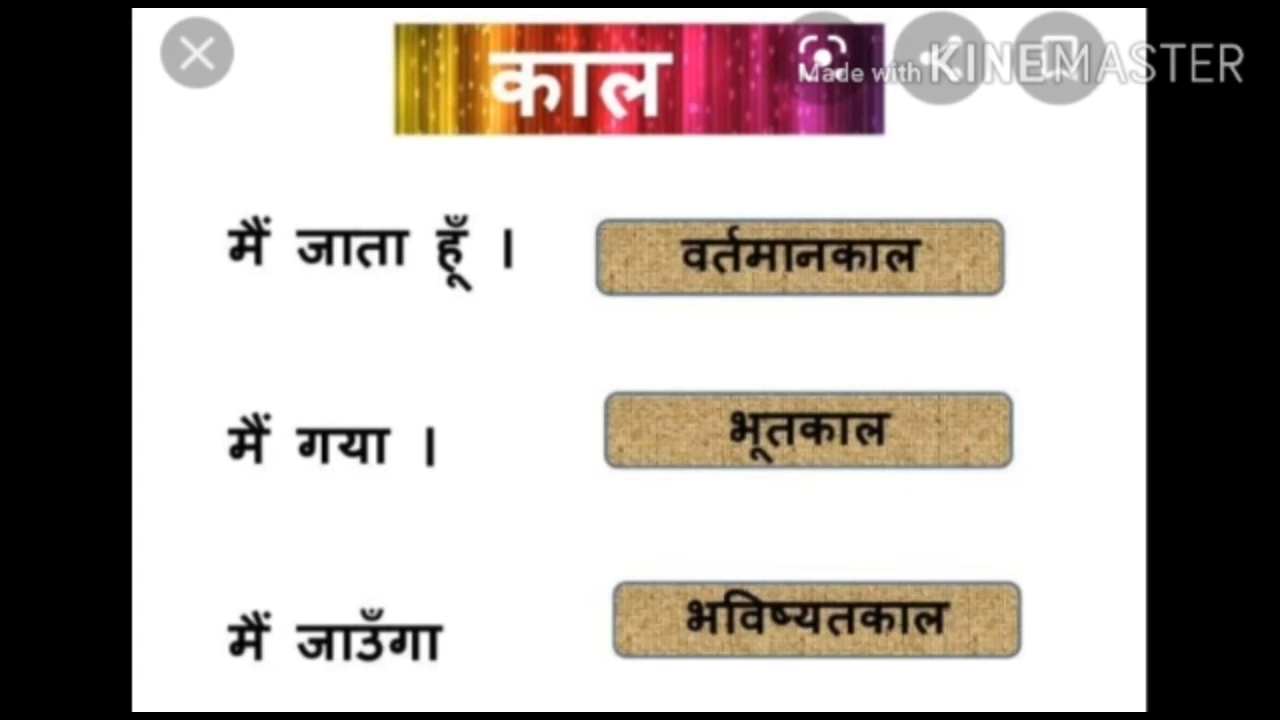 काल
Made with KINEMASTER
मैं जाता हूँ । वर्तमानकाल
मैं गया । भूतकाल
मैं जाउँगा भविष्यतकाल